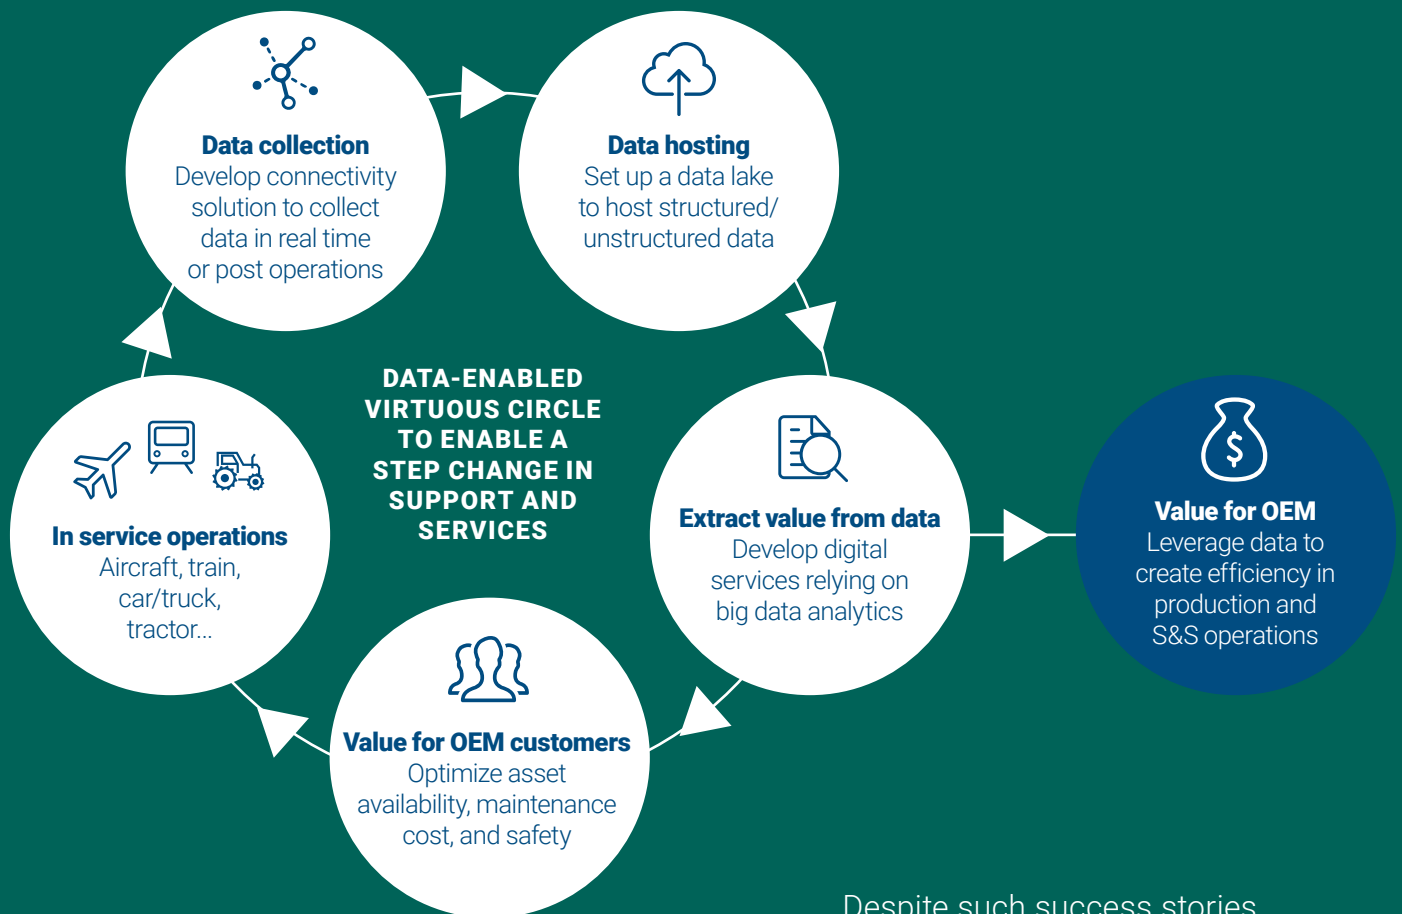 Data collection
Develop connectivity
solution to collect
data in real time
or post operations
Data hosting
Set up a data lake
to host structured/
unstructured data
DATA-ENABLED
VIRTUOUS CIRCLE
TO ENABLE A
STEP CHANGE IN
SUPPORT AND
SERVICES
In service operations
Aircraft, train,
car/truck,
tractor...
Extract value from data
Develop digital
services relying on
big data analytics
$
Value for OEM
Leverage data to
create efficiency in
production and
S&S operations
Value for OEM customers
Optimize asset
availability, maintenance
cost, and safety
Despite such success stories